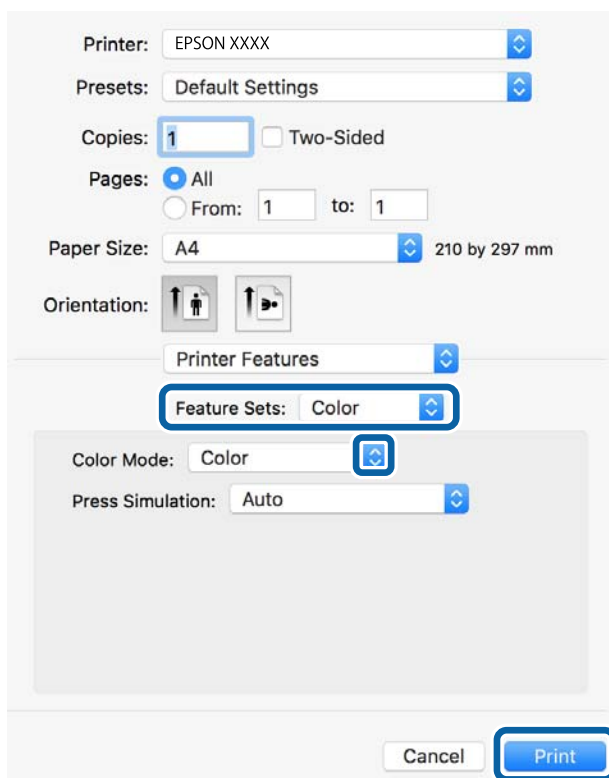 Printer: EPSON XXXX
Presets: Default Settings
Copies: 1 Two-Sided
Pages: All
From: 1 to: 1
Paper Size: A4 210 by 297 mm
Orientation:
Printer Features
Feature Sets: Color
Color Mode: Color
Press Simulation: Auto
Cancel Print